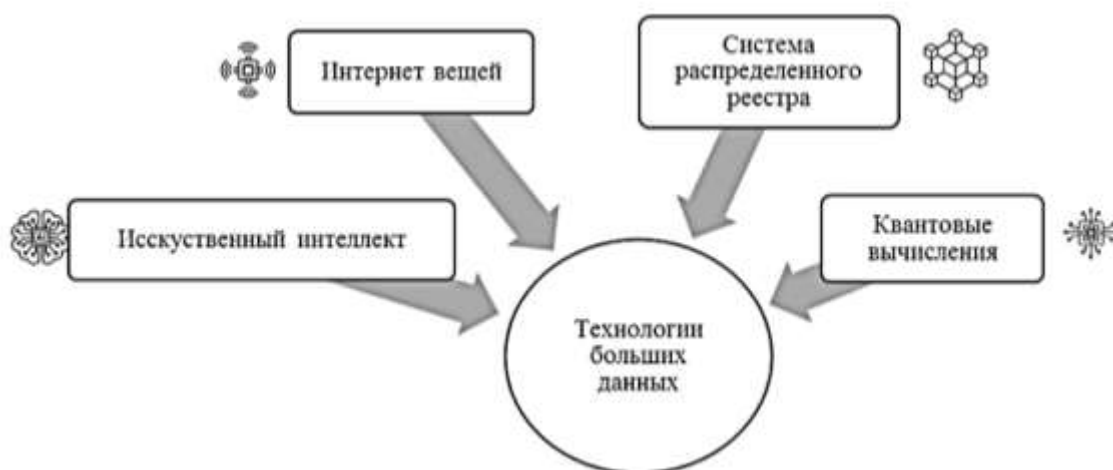 Интернет вещей
Система
распределенного
реестра
Исскуственный интеллект
Квантовые
вычисления
Технологии
больших
данных